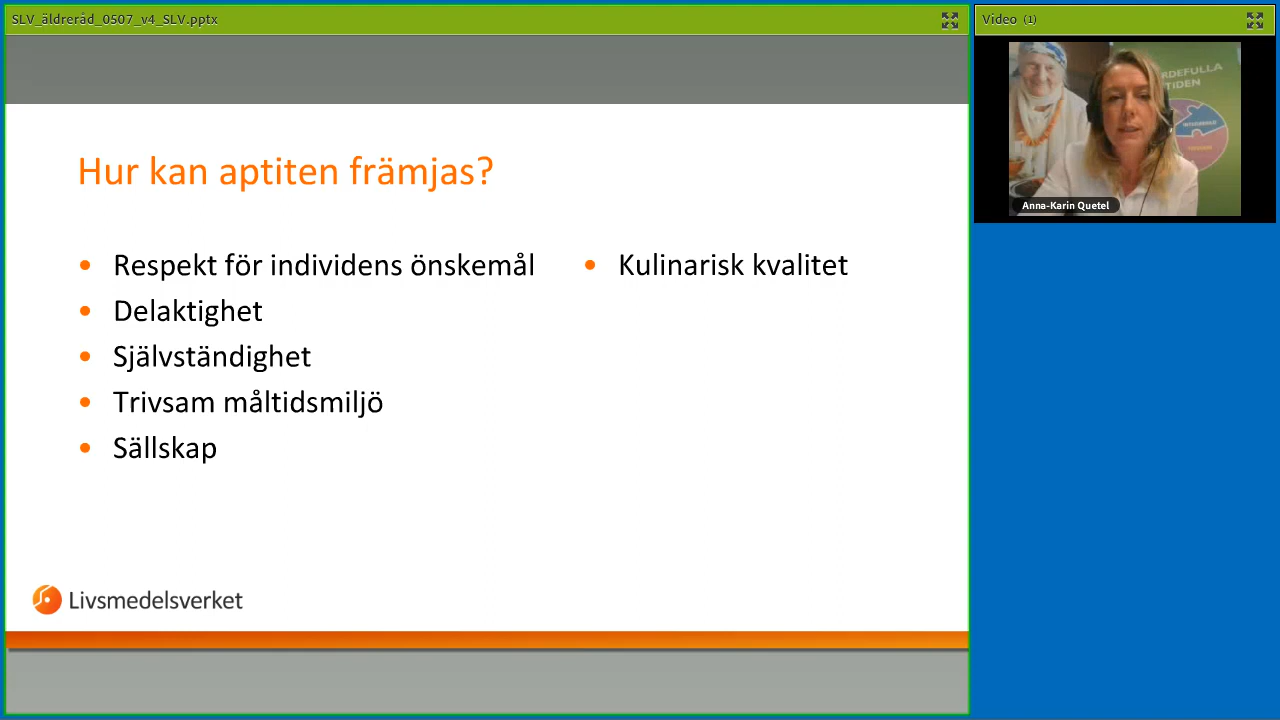 SLV_äldreråd_0507_v4_SLV.pptx
Video (1)
Hur kan aptiten främjas?
Respekt för individens önskemål
Delaktighet
Självständighet
Trivsam måltidsmiljö
Sällskap
Kulinarisk kvalitet
Livsmedelsverket
Anna-Karin Quetel